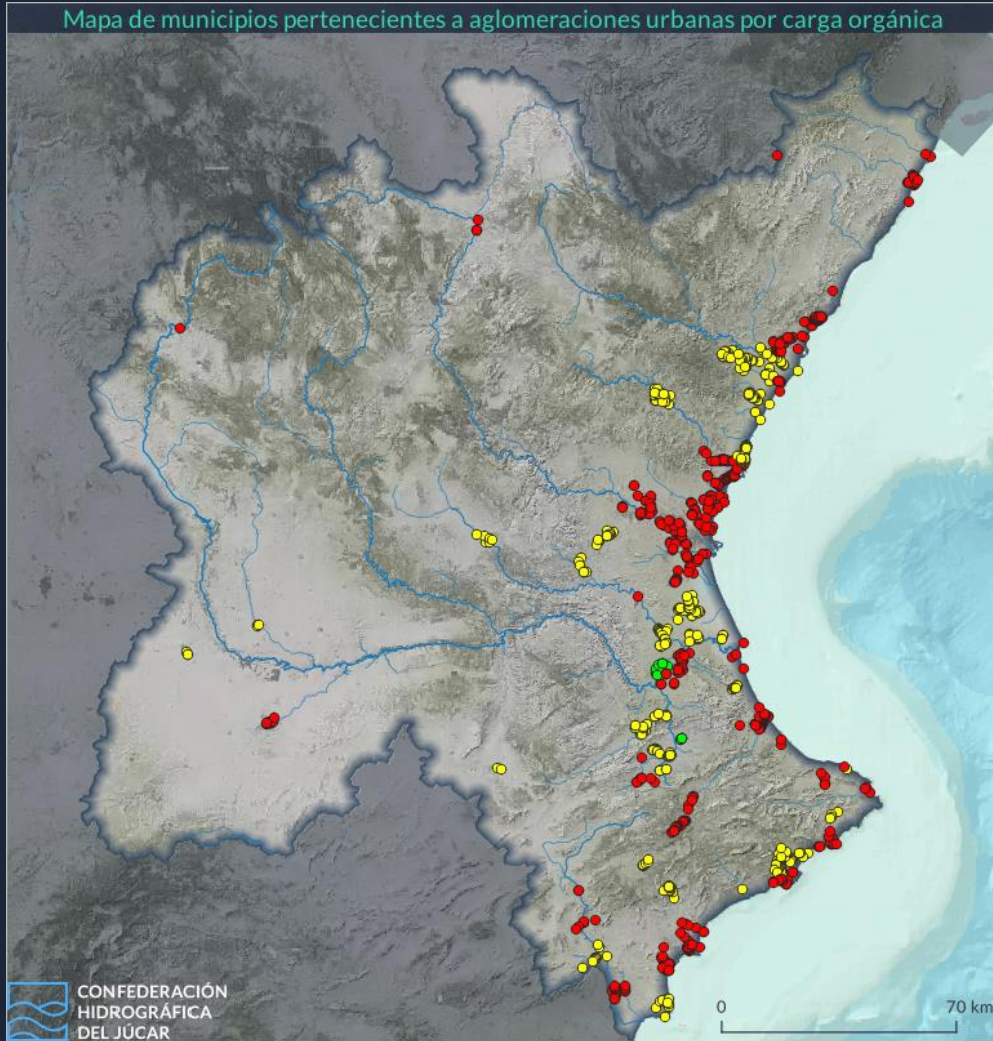 Mapa de municipios pertenecientes a aglomeraciones urbanas por carga orgánica
CONFEDERACIÓN
HIDROGRÁFICA
DEL JÚCAR
0 70 km